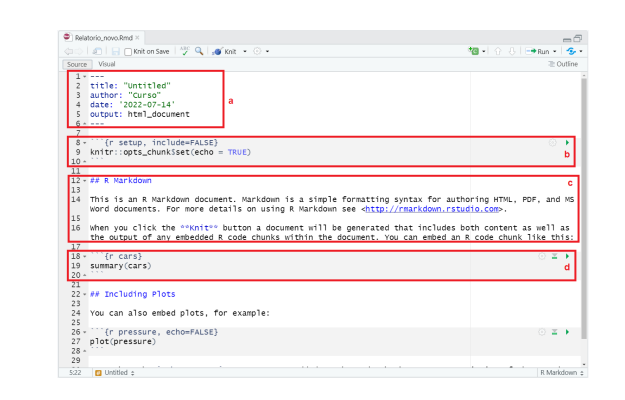 Relatorio_novo.Rmd ×
Knit on Save ABC Knit Run
Source Visual Outline
1 ---
2 title: "Untitled"
3 author: "Curso"
4 date: '2022-07-14'
5 output: html_document
6 ---
a
7
8 ```{r setup, include=FALSE}
9 knitr::opts_chunk$set(echo = TRUE)
10 ```
b
11
12 ## R Markdown
c
13
14 This is an R Markdown document. Markdown is a simple formatting syntax for authoring HTML, PDF, and MS
Word documents. For more details on using R Markdown see <http://rmarkdown.rstudio.com>.
15
16 When you click the **Knit** button a document will be generated that includes both content as well as
the output of any embedded R code chunks within the document. You can embed an R code chunk like this:
17
18 ```{r cars}
19 summary(cars)
20 ```
d
21
22 ## Including Plots
23
24 You can also embed plots, for example:
25
26 ```{r pressure, echo=FALSE}
27 plot(pressure)
28 ```
29
5:22 Untitled R Markdown